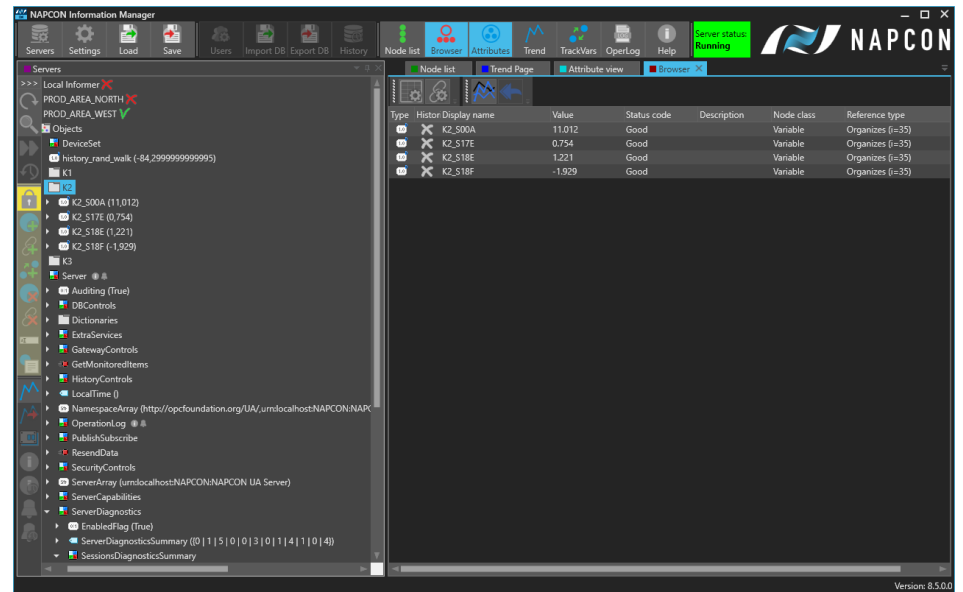 NAPCON Information Manager
Servers Settings Load Save Users Import DB Export DB History Node list Browser Attributes Trend TrackVars OperLog Help
Server status:
Running
NAPCON
Servers
Node list Trend Page Attribute view Browser
>>> Local Informer
PROD_AREA_NORTH
PROD_AREA_WEST
Objects
DeviceSet
history_rand_walk (-84,2999999999995)
K1
K2
K2_S00A (11,012)
K2_S17E (0,754)
K2_S18E (1,221)
K2_S18F (-1,929)
K3
Server
Auditing (True)
DBControls
Dictionaries
ExtraServices
GatewayControls
GetMonitoredItems
HistoryControls
LocalTime ()
NamespaceArray (http://opcfoundation.org/UA/,urn:localhost:NAPCON:NAPC
OperationLog
PublishSubscribe
ResendData
SecurityControls
ServerArray (urn:localhost:NAPCON:NAPCON UA Server)
ServerCapabilities
ServerDiagnostics
EnabledFlag (True)
ServerDiagnosticsSummary ({0 | 1 | 5 | 0 | 0 | 3 | 0 | 1 | 4 | 1 | 0 | 4})
SessionsDiagnosticsSummary
Type Histor Display name Value Status code Description Node class Reference type
K2_S00A 11.012 Good Variable Organizes (i=35)
K2_S17E 0.754 Good Variable Organizes (i=35)
K2_S18E 1.221 Good Variable Organizes (i=35)
K2_S18F -1.929 Good Variable Organizes (i=35)
Version: 8.5.0.0